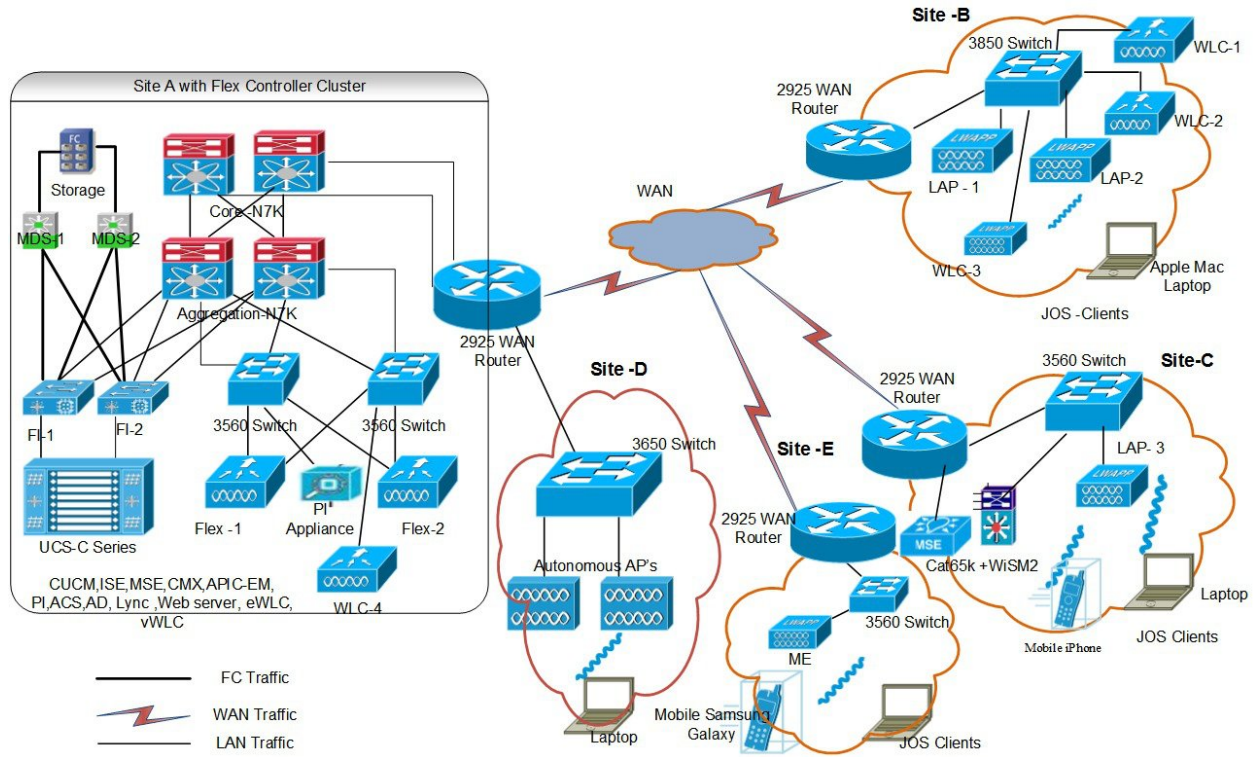 Site -B
3850 Switch
WLC-1
2925 WAN
Router
WLC-2
LWAPP
LAP - 1
LWAPP
LAP-2
LWAPP
WLC-3
Apple Mac
Laptop
JOS -Clients
Site A with Flex Controller Cluster
FC
Storage
MDS-1
MDS-2
Core -N7K
Aggregation-N7K
FI-1
FI-2
3560 Switch
3560 Switch
UCS-C Series
Flex -1
PI"
Appliance
Flex-2
WLC-4
CUCM,ISE,MSE,CMX,APIC-EM,
PI,ACS,AD, Lync ,Web server, eWLC,
vWLC
WAN
2925 WAN
Router
Site -D
3650 Switch
Autonomous AP's
Laptop
Site -E
2925 WAN
Router
3560 Switch
LWAPP
ME
Mobile Samsung
Galaxy
JOS Clients
Site-C
3560 Switch
2925 WAN
Router
LAP- 3
LWAPP
MSE
Cat65k +WiSM2
Mobile iPhone
Laptop
JOS Clients
FC Traffic
WAN Traffic
LAN Traffic